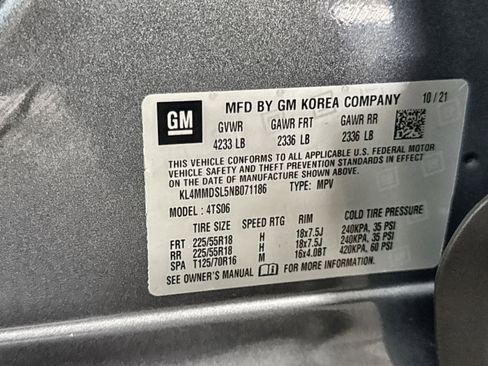 GM
MFD BY GM KOREA COMPANY 10/21
GVWR GAWR FRT GAWR RR
4233 LB 2336 LB 2336 LB
THIS VEHICLE CONFORMS TO ALL APPLICABLE U.S. FEDERAL MOTOR
VEHICLE SAFETY AND THEFT PREVENTION STANDARDS IN EFFECT
ON THE DATE OF MANUFACTURE SHOWN ABOVE.
KL4MMDSL5NB071186 TYPE: MPV
MODEL: 4TS06
TIRE SIZE SPEED RTG RIM COLD TIRE PRESSURE
FRT 225/55R18 H 18x7.5J 240KPA, 35 PSI
RR 225/55R18 H 18x7.5J 240KPA, 35 PSI
SPA T125/70R16 M 16x4.0BT 420KPA, 60 PSI
SEE OWNER'S MANUAL FOR MORE INFORMATION.